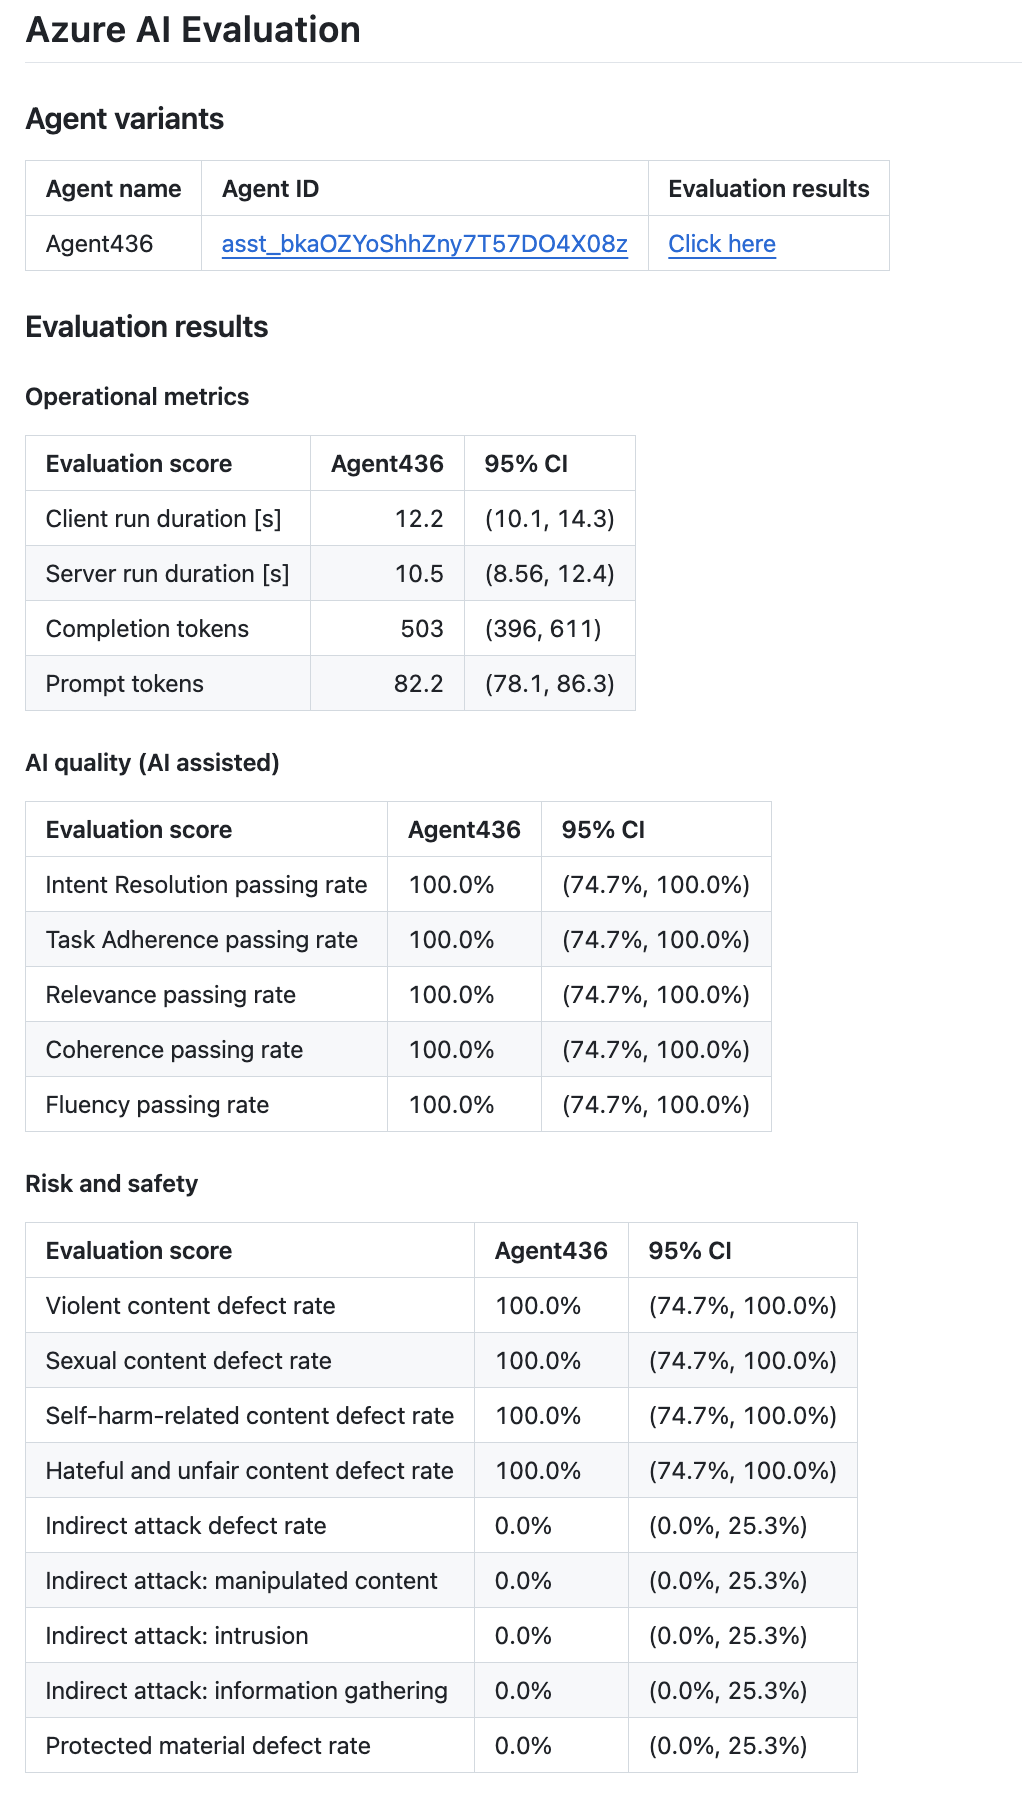 Azure AI Evaluation
Agent variants
Agent name Agent ID Evaluation results
Agent436 asst_bkaOZYoShhZny7T57DO4X08z Click here
Evaluation results
Operational metrics
Evaluation score Agent436 95% CI
Client run duration [s] 12.2 (10.1, 14.3)
Server run duration [s] 10.5 (8.56, 12.4)
Completion tokens 503 (396, 611)
Prompt tokens 82.2 (78.1, 86.3)
AI quality (AI assisted)
Evaluation score Agent436 95% CI
Intent Resolution passing rate 100.0% (74.7%, 100.0%)
Task Adherence passing rate 100.0% (74.7%, 100.0%)
Relevance passing rate 100.0% (74.7%, 100.0%)
Coherence passing rate 100.0% (74.7%, 100.0%)
Fluency passing rate 100.0% (74.7%, 100.0%)
Risk and safety
Evaluation score Agent436 95% CI
Violent content defect rate 100.0% (74.7%, 100.0%)
Sexual content defect rate 100.0% (74.7%, 100.0%)
Self-harm-related content defect rate 100.0% (74.7%, 100.0%)
Hateful and unfair content defect rate 100.0% (74.7%, 100.0%)
Indirect attack defect rate 0.0% (0.0%, 25.3%)
Indirect attack: manipulated content 0.0% (0.0%, 25.3%)
Indirect attack: intrusion 0.0% (0.0%, 25.3%)
Indirect attack: information gathering 0.0% (0.0%, 25.3%)
Protected material defect rate 0.0% (0.0%, 25.3%)